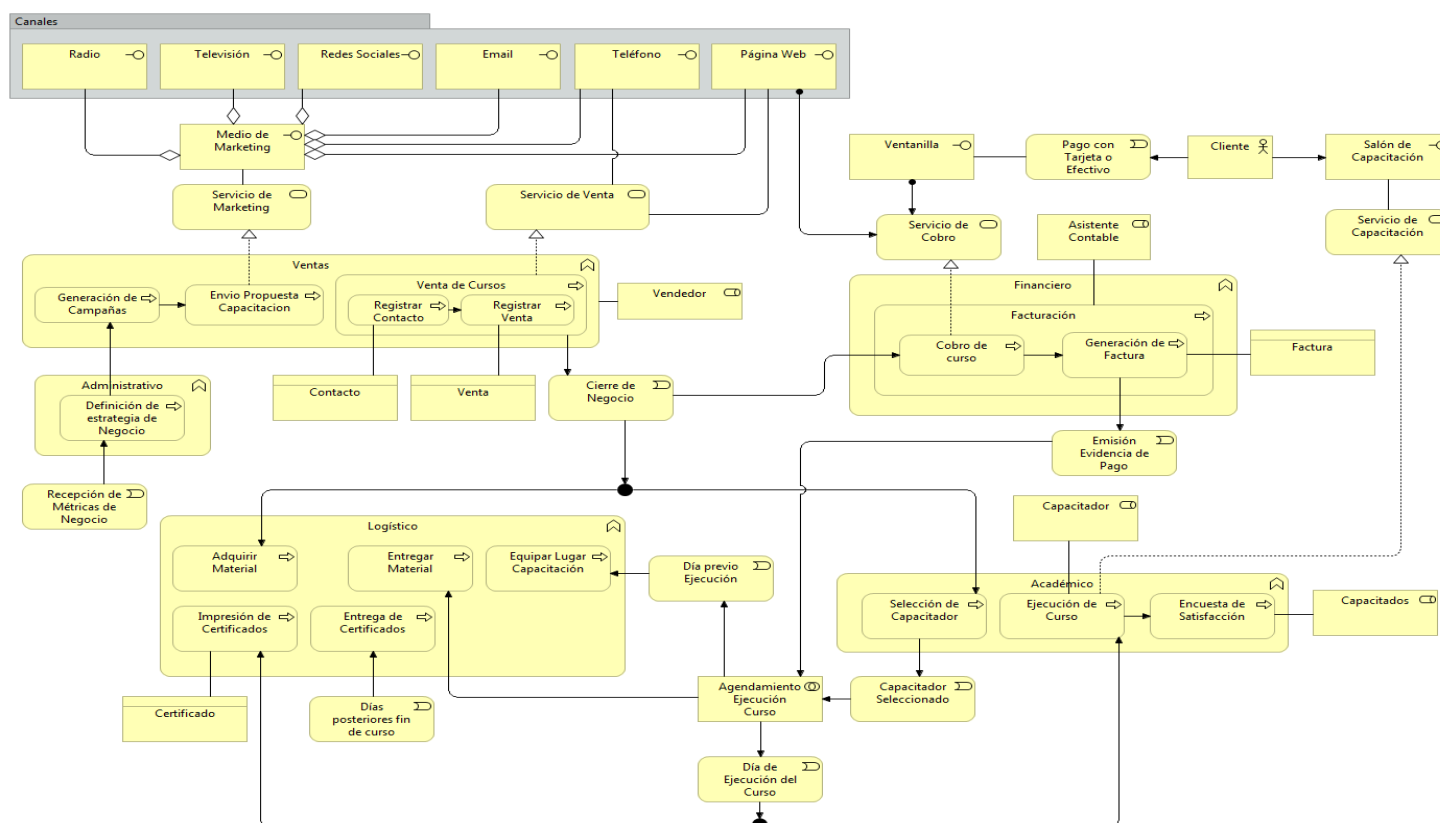 Canales
Radio
Televisión
Redes Sociales
Email
Teléfono
Página Web
Medio de
Marketing
Ventanilla
Pago con
Tarjeta o
Efectivo
Cliente
Salón de
Capacitación
Servicio de
Marketing
Servicio de Venta
Servicio de
Cobro
Asistente
Contable
Servicio de
Capacitación
Ventas
Generación de
Campañas
Envio Propuesta
Capacitacion
Venta de Cursos
Registrar
Contacto
Registrar
Venta
Vendedor
Financiero
Facturación
Cobro de
curso
Generación de
Factura
Factura
Administrativo
Definición de
estrategia de
Negocio
Contacto
Venta
Cierre de
Negocio
Emisión
Evidencia de
Pago
Recepción de
Métricas de
Negocio
Capacitador
Logístico
Adquirir
Material
Entregar
Material
Equipar Lugar
Capacitación
Día previo
Ejecución
Impresión de
Certificados
Entrega de
Certificados
Académico
Selección de
Capacitador
Ejecución de
Curso
Encuesta de
Satisfacción
Capacitados
Certificado
Días
posteriores fin
de curso
Agendamiento
Ejecución
Curso
Capacitador
Seleccionado
Día de
Ejecución del
Curso